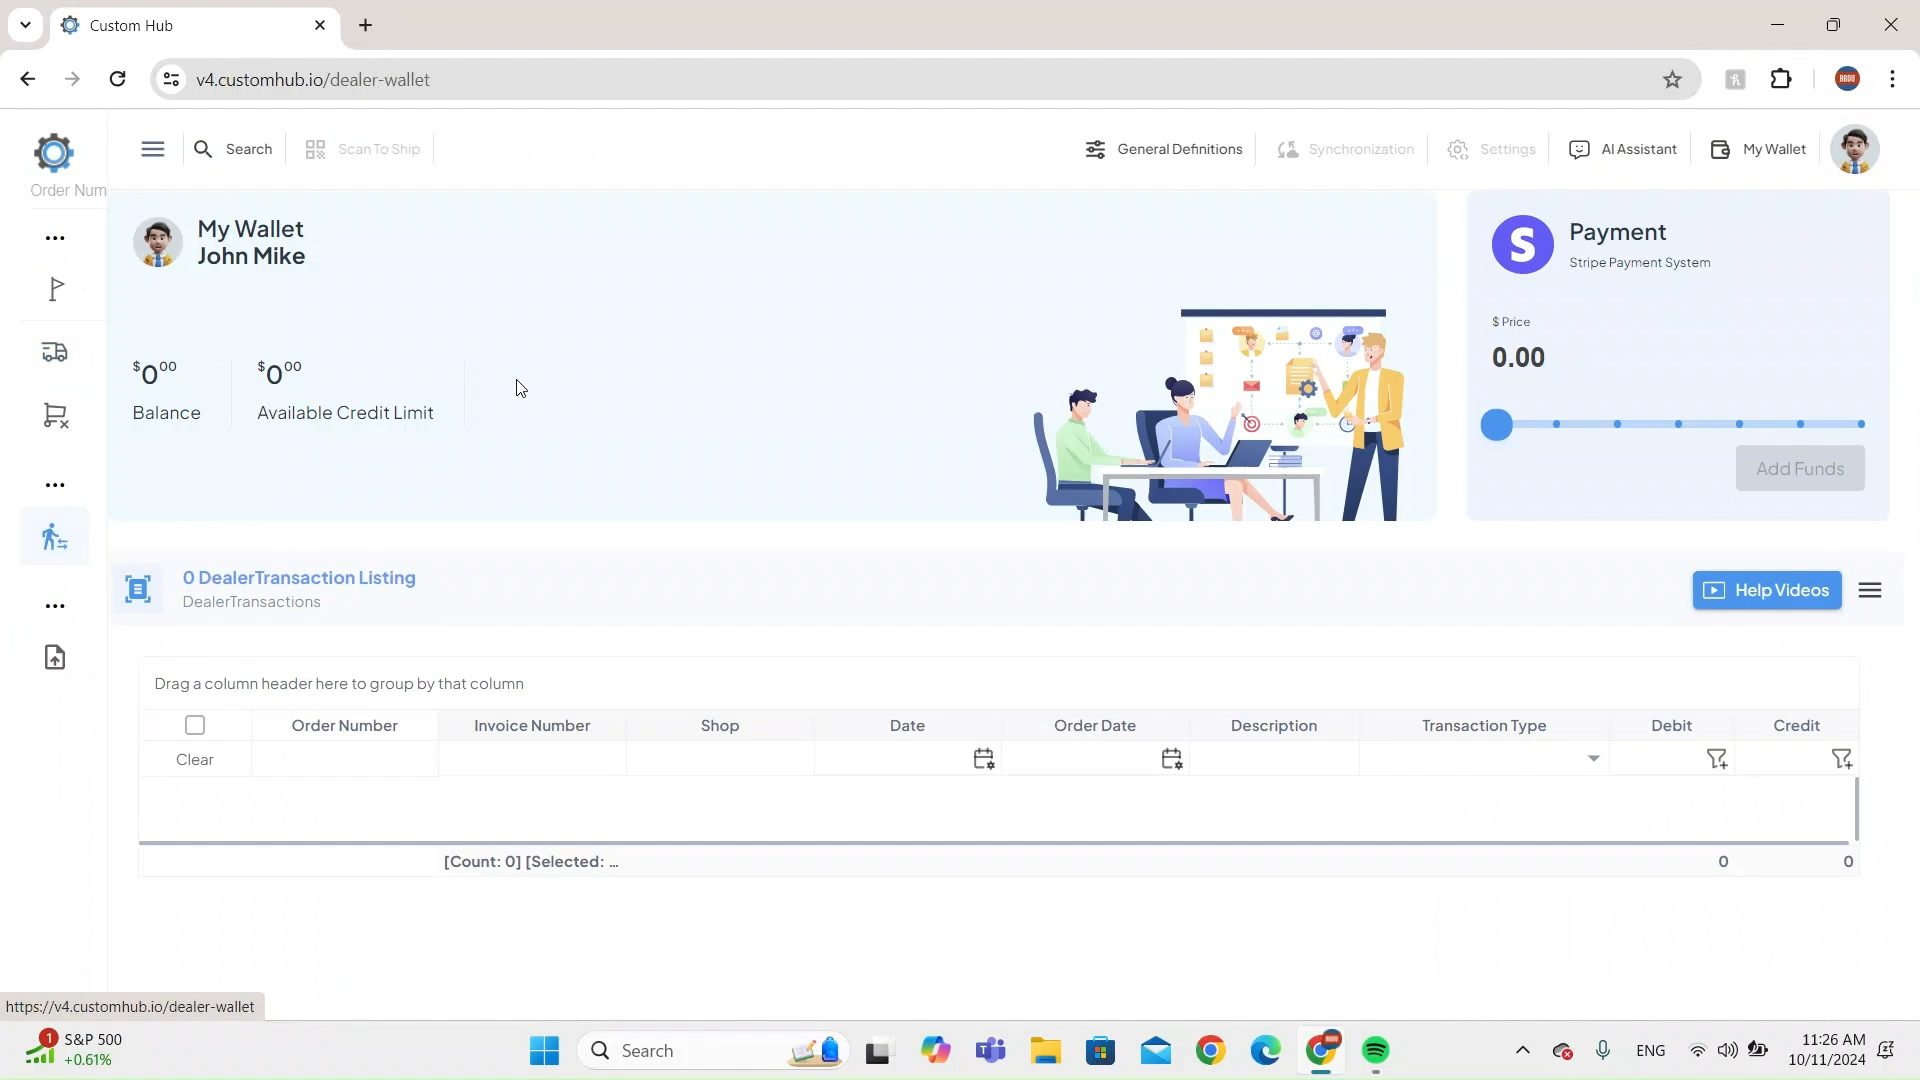 Custom Hub
v4.customhub.io/dealer-wallet
ABDO
Search
Scan To Ship
General Definitions
Synchronization
Settings
AI Assistant
My Wallet
Order Num
My Wallet
John Mike
$0⁰⁰
Balance
$0⁰⁰
Available Credit Limit
S
Payment
Stripe Payment System
$ Price
0.00
Add Funds
0 DealerTransaction Listing
DealerTransactions
Help Videos
Drag a column header here to group by that column
Order Number Invoice Number Shop Date Order Date Description Transaction Type Debit Credit
Clear
[Count: 0] [Selected: ... 0 0
https://v4.customhub.io/dealer-wallet
1
S&P 500
+0.61%
Search
ENG
11:26 AM
10/11/2024